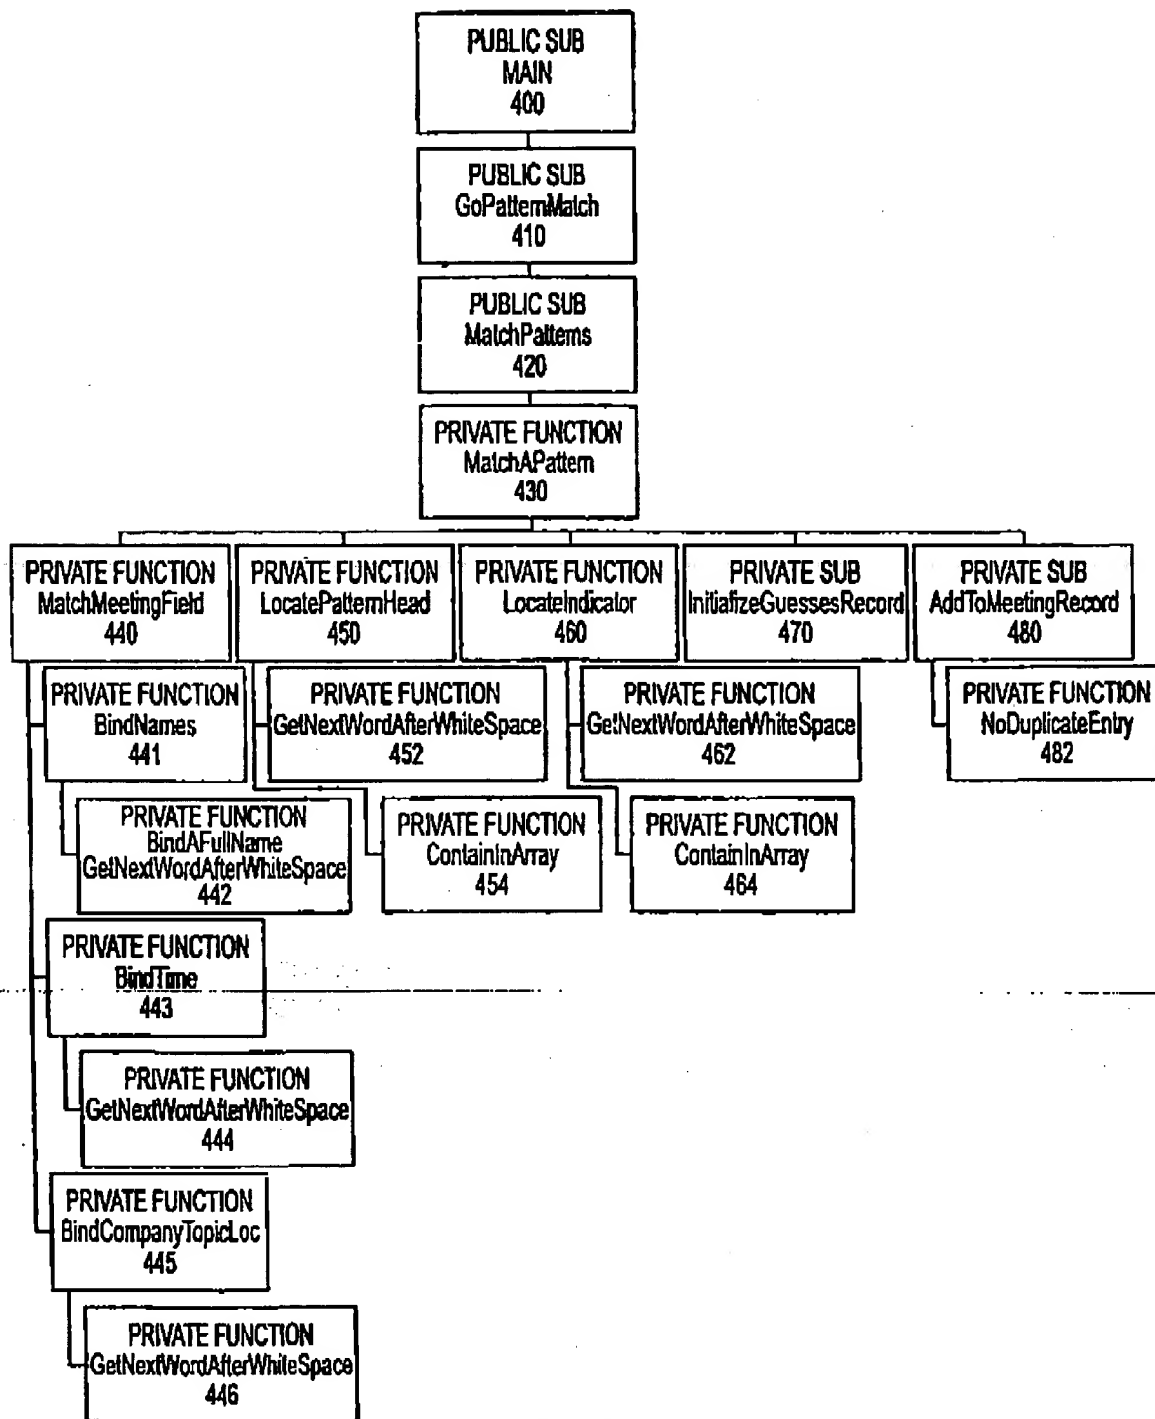 PUBLIC SUB
MAIN
400
PUBLIC SUB
GoPatternMatch
410
PUBLIC SUB
MatchPatterns
420
PRIVATE FUNCTION
MatchAPattern
430
PRIVATE FUNCTION
MatchMeetingField
440
PRIVATE FUNCTION
LocatePatternHead
450
PRIVATE FUNCTION
LocateIndicator
460
PRIVATE SUB
InitializeGuessesRecord
470
PRIVATE SUB
AddToMeetingRecord
480
PRIVATE FUNCTION
BindNames
441
PRIVATE FUNCTION
GetNextWordAfterWhiteSpace
452
PRIVATE FUNCTION
GetNextWordAfterWhiteSpace
462
PRIVATE FUNCTION
NoDuplicateEntry
482
PRIVATE FUNCTION
BindAFullName
GetNextWordAfterWhiteSpace
442
PRIVATE FUNCTION
ContainInArray
454
PRIVATE FUNCTION
ContainInArray
464
PRIVATE FUNCTION
BindTime
443
PRIVATE FUNCTION
GetNextWordAfterWhiteSpace
444
PRIVATE FUNCTION
BindCompanyTopicLoc
445
PRIVATE FUNCTION
GetNextWordAfterWhiteSpace
446